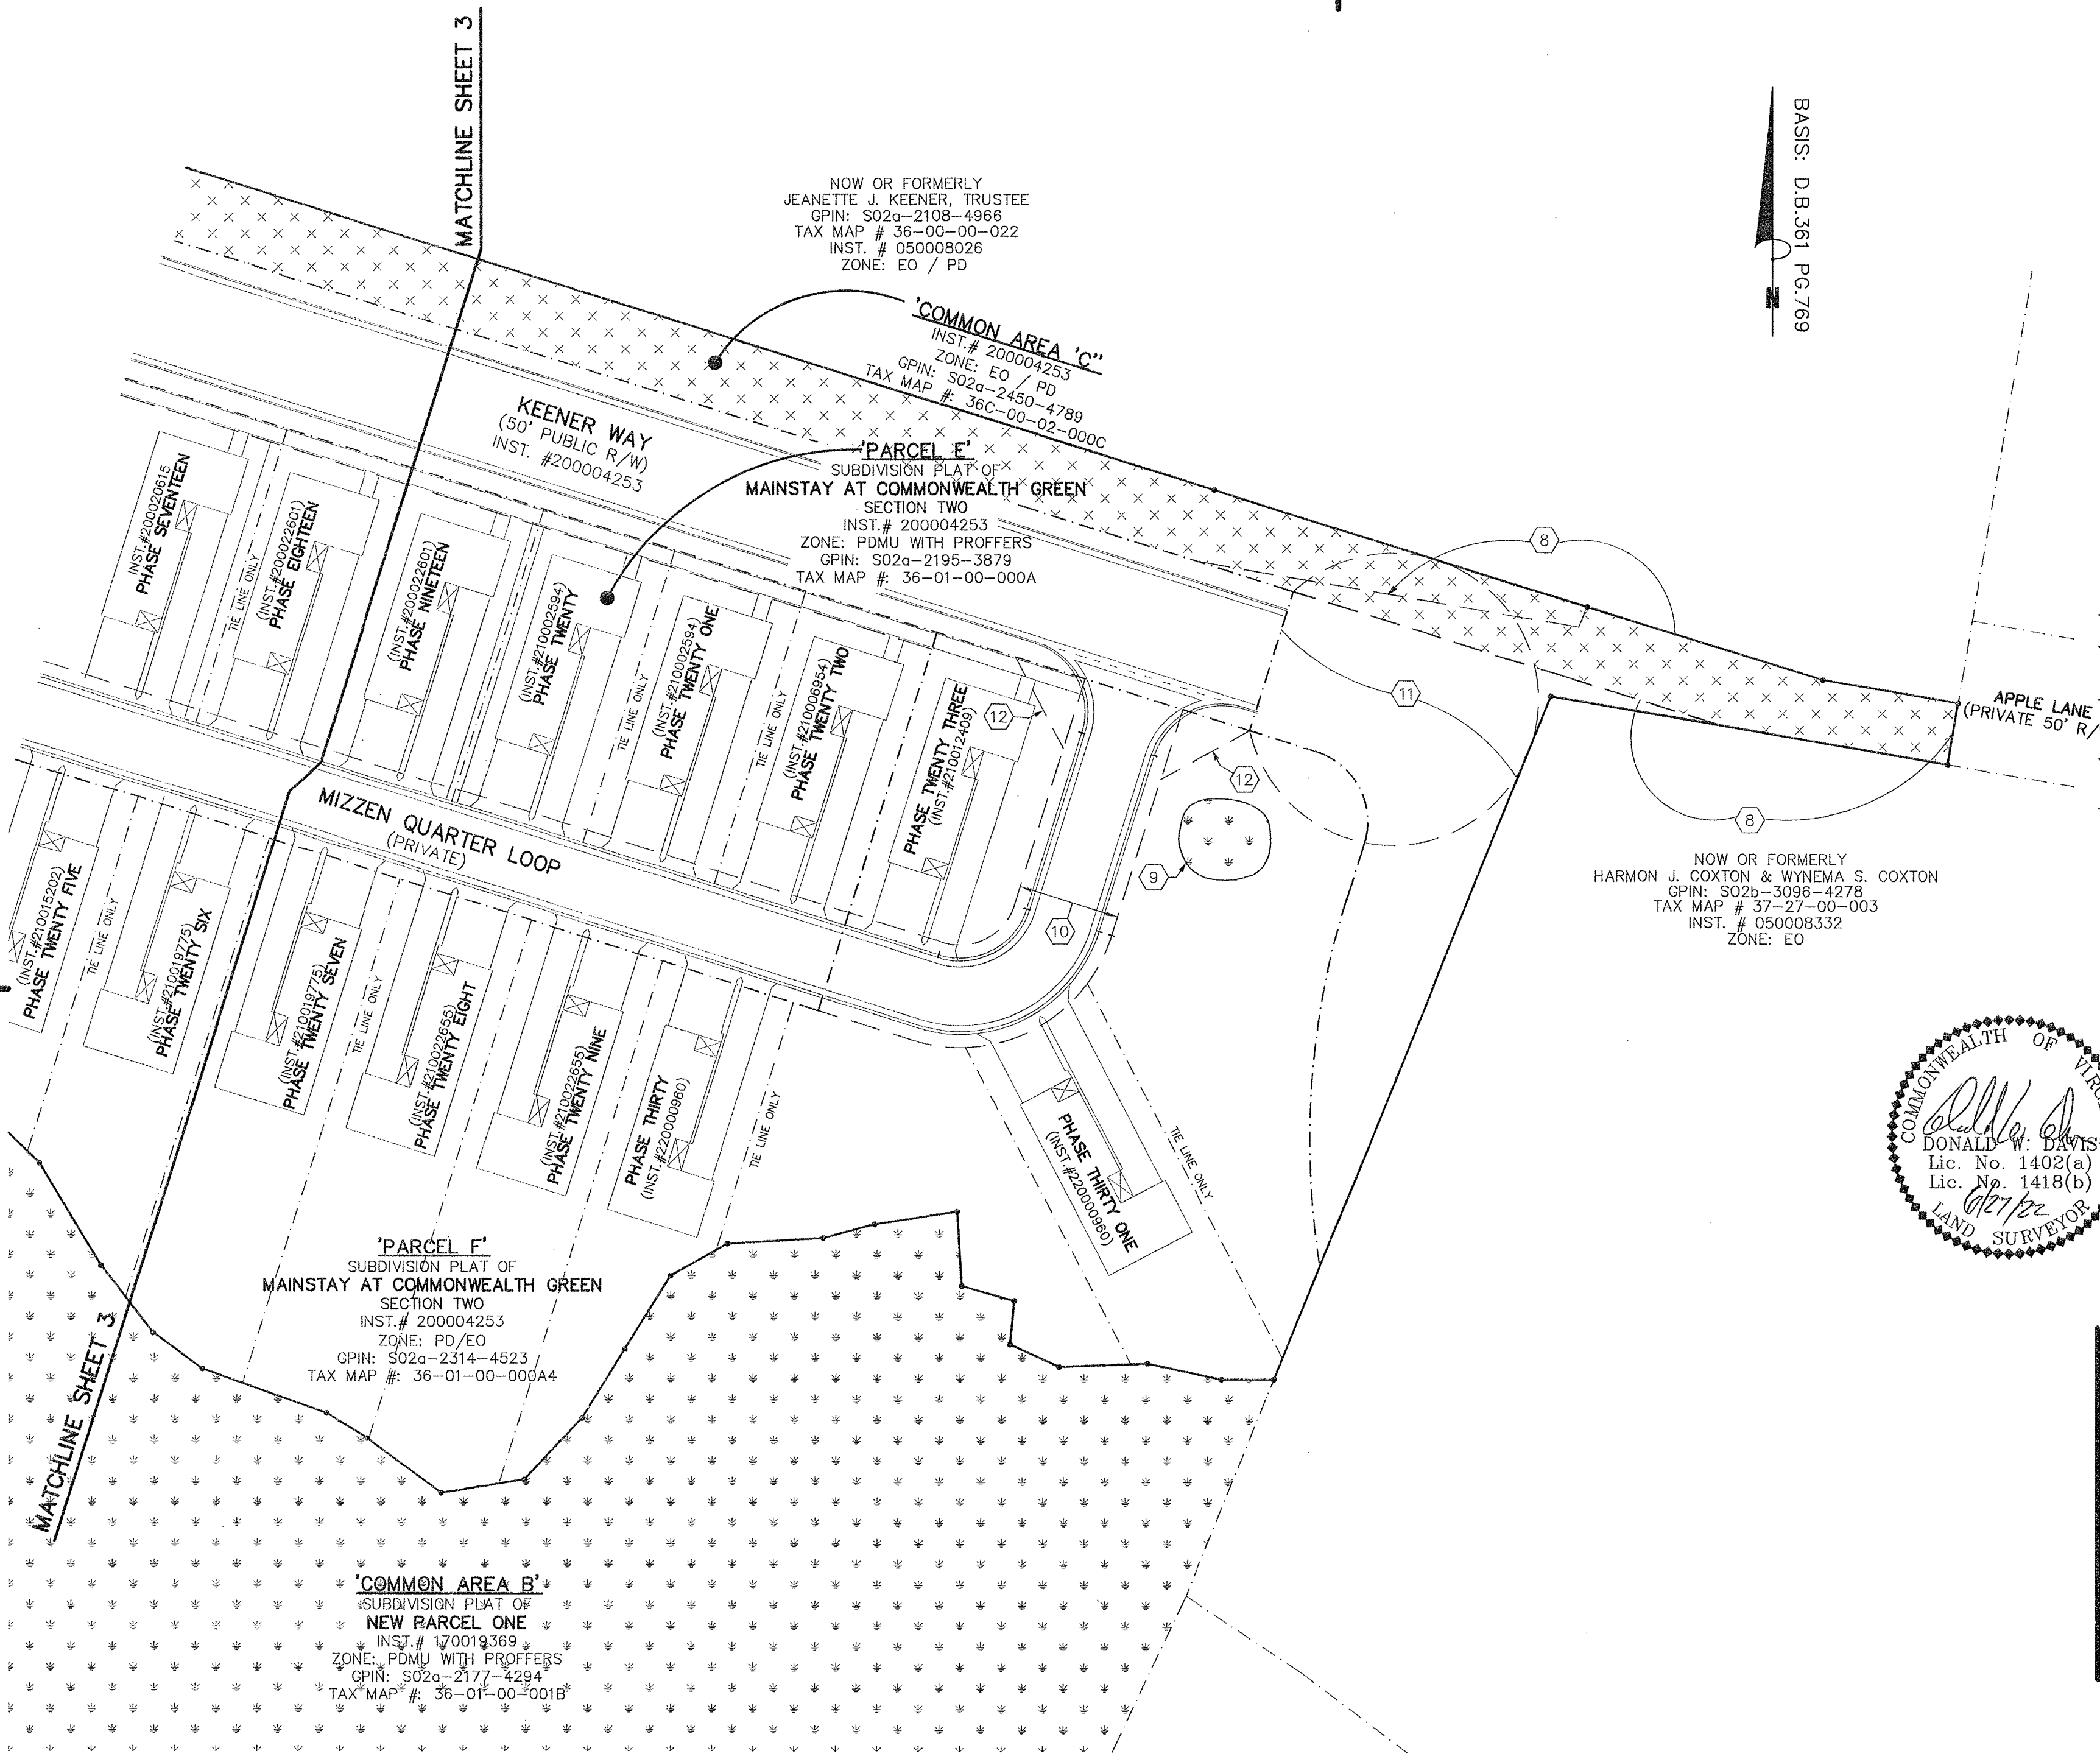 MATCHLINE SHEET 3
NOW OR FORMERLY
JEANETTE J. KEENER, TRUSTEE
GPIN: S02a-2108-4966
TAX MAP # 36-00-00-022
INST. # 050008026
ZONE: EO / PD
BASIS: D.B.361 PG.769
N
'COMMON AREA 'C''
INST.# 200004253
ZONE: EO / PD
GPIN: S02a-2450-4789
TAX MAP #: 36C-00-02-000C
KEENER WAY
(50' PUBLIC R/W)
INST. #200004253
'PARCEL E'
SUBDIVISION PLAT OF
MAINSTAY AT COMMONWEALTH GREEN
SECTION TWO
INST.# 200004253
ZONE: PDMU WITH PROFFERS
GPIN: S02a-2195-3879
TAX MAP #: 36-01-00-000A
8
11
APPLE LANE
(PRIVATE 50' R/
8
NOW OR FORMERLY
HARMON J. COXTON & WYNEMA S. COXTON
GPIN: S02b-3096-4278
TAX MAP # 37-27-00-003
INST. # 050008332
ZONE: EO
INST.#200020615
PHASE SEVENTEEN
TIE LINE ONLY
(INST.#200022601)
PHASE EIGHTEEN
(INST.#200022601)
PHASE NINETEEN
(INST.#210002594)
PHASE TWENTY
TIE LINE ONLY
(INST.#210002594)
PHASE TWENTY ONE
TIE LINE ONLY
(INST.#210006954)
PHASE TWENTY TWO
PHASE TWENTY THREE
(INST.#210012409)
12
12
9
10
MIZZEN QUARTER LOOP
(PRIVATE)
(INST.#210015202)
PHASE TWENTY FIVE
TIE LINE ONLY
(INST.#210019775)
PHASE TWENTY SIX
(INST.#210019775)
PHASE TWENTY SEVEN
TIE LINE ONLY
(INST.#210022655)
PHASE TWENTY EIGHT
(INST.#210022655)
PHASE TWENTY NINE
PHASE THIRTY
(INST.#220000960)
TIE LINE ONLY
PHASE THIRTY ONE
(INST.#220000960)
TIE LINE ONLY
COMMONWEALTH OF VIRG
DONALD W. DAVIS
Lic. No. 1402(a)
Lic. No. 1418(b)
6/27/22
LAND SURVEYOR
'PARCEL F'
SUBDIVISION PLAT OF
MAINSTAY AT COMMONWEALTH GREEN
SECTION TWO
INST.# 200004253
ZONE: PD/EO
GPIN: S02a-2314-4523
TAX MAP #: 36-01-00-000A4
MATCHLINE SHEET 3
'COMMON AREA B'
SUBDIVISION PLAT OF
NEW PARCEL ONE
INST.# 170019369
ZONE: PDMU WITH PROFFERS
GPIN: S02a-2177-4294
TAX MAP #: 36-01-00-001B